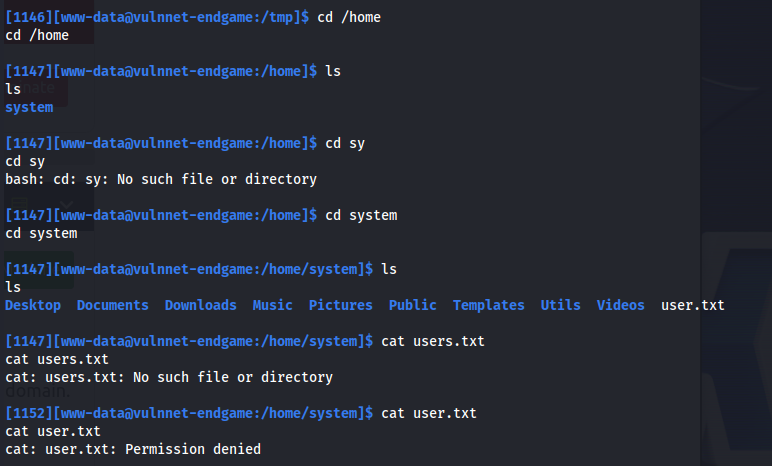 [1146][www-data@vulnnet-endgame:/tmp]$ cd /home
cd /home
[1147][www-data@vulnnet-endgame:/home]$ ls
ls
system
[1147][www-data@vulnnet-endgame:/home]$ cd sy
cd sy
bash: cd: sy: No such file or directory
[1147][www-data@vulnnet-endgame:/home]$ cd system
cd system
[1147][www-data@vulnnet-endgame:/home/system]$ ls
ls
Desktop Documents Downloads Music Pictures Public Templates Utils Videos user.txt
[1147][www-data@vulnnet-endgame:/home/system]$ cat users.txt
cat users.txt
cat: users.txt: No such file or directory
domain.
[1152][www-data@vulnnet-endgame:/home/system]$ cat user.txt
cat user.txt
cat: user.txt: Permission denied